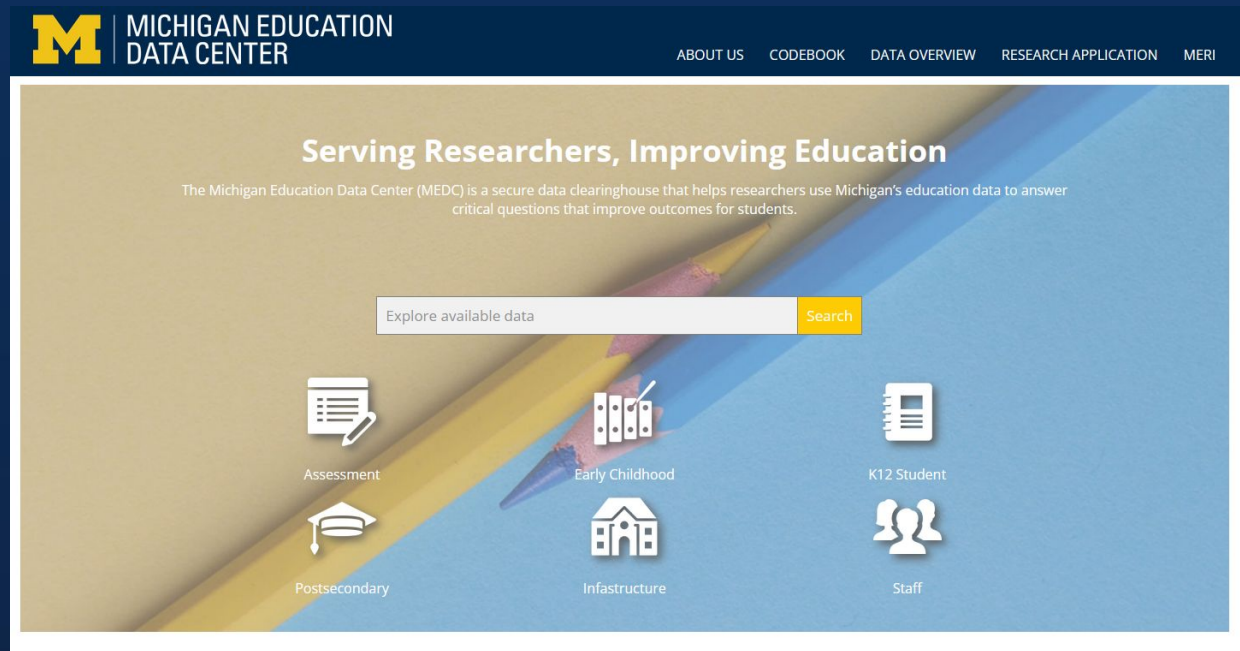 M
MICHIGAN EDUCATION
DATA CENTER
ABOUT US CODEBOOK DATA OVERVIEW RESEARCH APPLICATION MERI
Serving Researchers, Improving Education
The Michigan Education Data Center (MEDC) is a secure data clearinghouse that helps researchers use Michigan's education data to answer
critical questions that improve outcomes for students.
Explore available data Search
Assessment Early Childhood K12 Student
Postsecondary Infastructure Staff